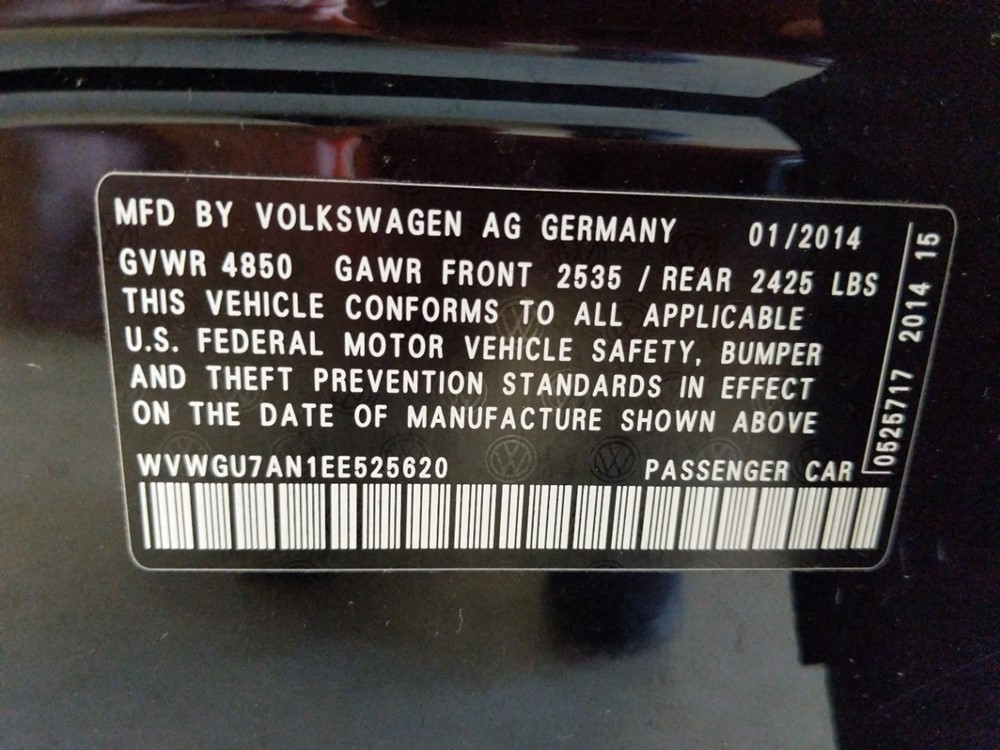 MFD BY VOLKSWAGEN AG GERMANY 01/2014
GVWR 4850 GAWR FRONT 2535 / REAR 2425 LBS
THIS VEHICLE CONFORMS TO ALL APPLICABLE
U.S. FEDERAL MOTOR VEHICLE SAFETY, BUMPER
AND THEFT PREVENTION STANDARDS IN EFFECT
ON THE DATE OF MANUFACTURE SHOWN ABOVE
WVWGU7AN1EE525620 PASSENGER CAR
0525717 2014 15